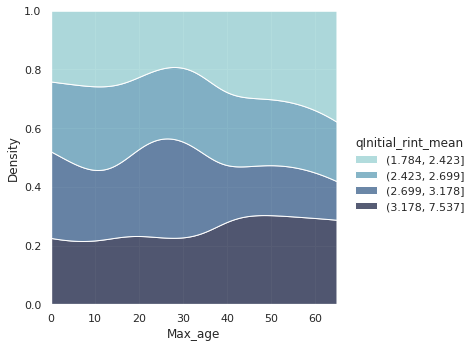 1.0
0.8
0.6
0.4
0.2
0.0
Density
0 10 20 30 40 50 60
Max_age
qInitial_rint_mean
(1.784, 2.423]
(2.423, 2.699]
(2.699, 3.178]
(3.178, 7.537]